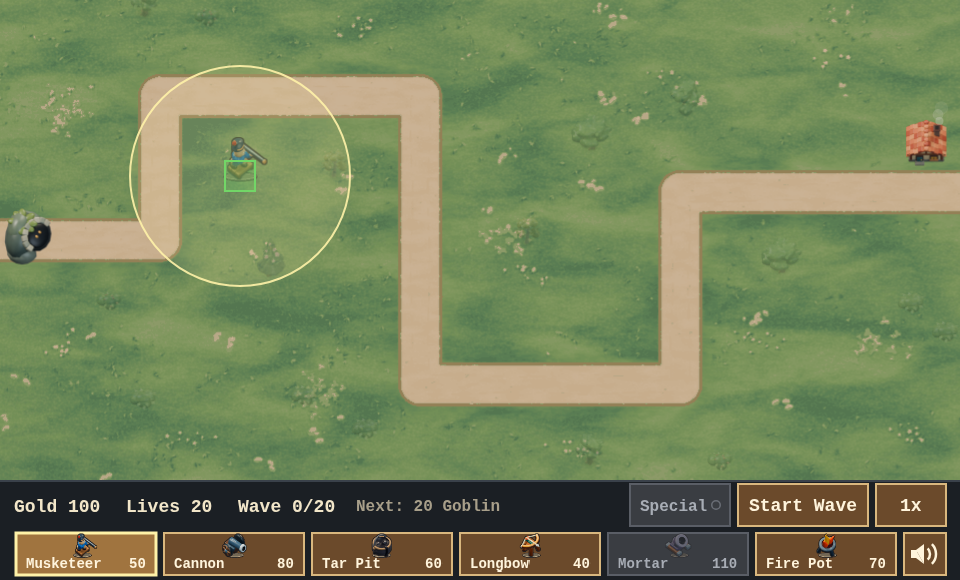 Gold 100 Lives 20 Wave 0/20 Next: 20 Goblin Special Start Wave 1x
Musketeer 50 Cannon 80 Tar Pit 60 Longbow 40 Mortar 110 Fire Pot 70